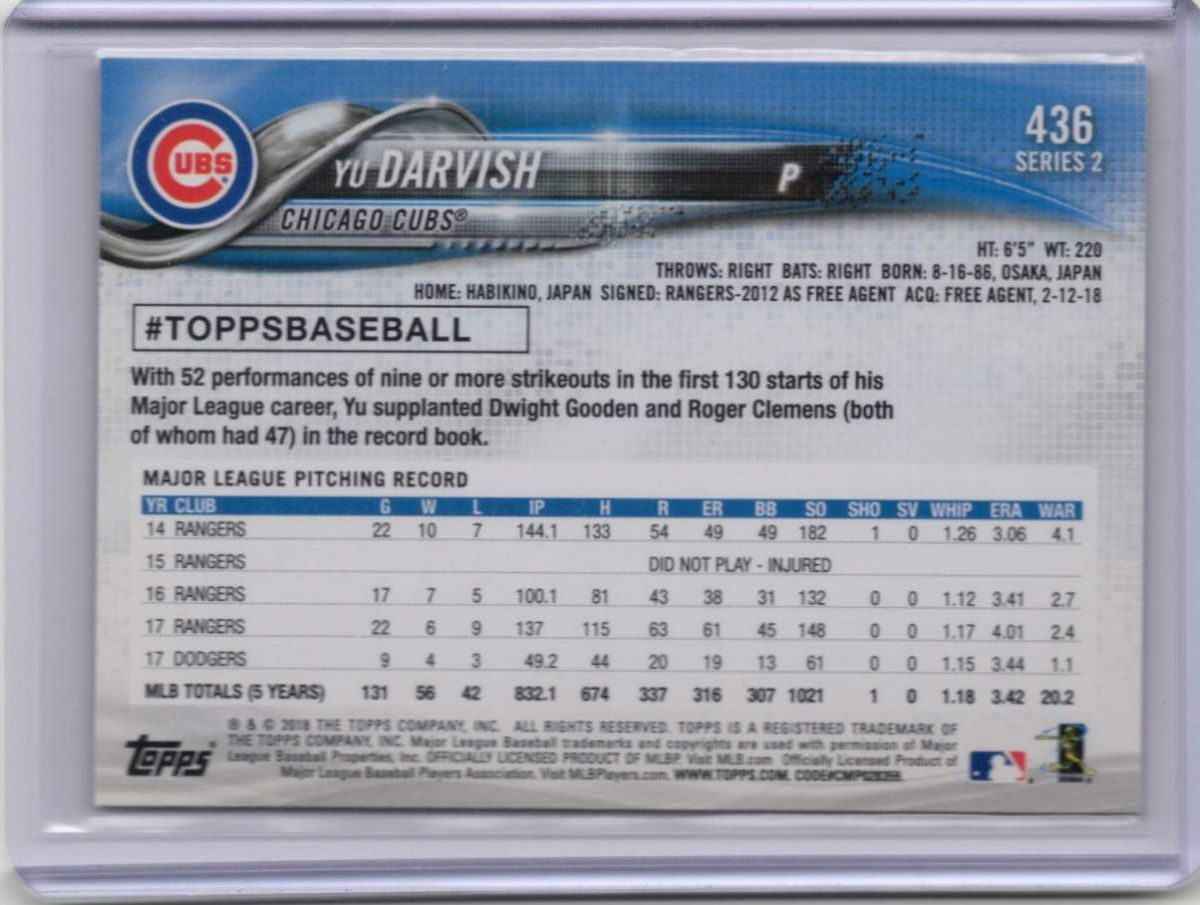 CUBS
YU DARVISH P
CHICAGO CUBS®
436
SERIES 2
HT: 6'5" WT: 220
THROWS: RIGHT BATS: RIGHT BORN: 8-16-86, OSAKA, JAPAN
HOME: HABIKINO, JAPAN SIGNED: RANGERS-2012 AS FREE AGENT ACQ: FREE AGENT, 2-12-18
#TOPPSBASEBALL
With 52 performances of nine or more strikeouts in the first 130 starts of his
Major League career, Yu supplanted Dwight Gooden and Roger Clemens (both
of whom had 47) in the record book.
MAJOR LEAGUE PITCHING RECORD
YR CLUB G W L IP H R ER BB SO SHO SV WHIP ERA WAR
14 RANGERS 22 10 7 144.1 133 54 49 49 182 1 0 1.26 3.06 4.1
15 RANGERS DID NOT PLAY - INJURED
16 RANGERS 17 7 5 100.1 81 43 38 31 132 0 0 1.12 3.41 2.7
17 RANGERS 22 6 9 137 115 63 61 45 148 0 0 1.17 4.01 2.4
17 DODGERS 9 4 3 49.2 44 20 19 13 61 0 0 1.15 3.44 1.1
MLB TOTALS (5 YEARS) 131 56 42 832.1 674 337 316 307 1021 1 0 1.18 3.42 20.2
® & © 2018 THE TOPPS COMPANY, INC. ALL RIGHTS RESERVED. TOPPS IS A REGISTERED TRADEMARK OF
THE TOPPS COMPANY, INC. Major League Baseball trademarks and copyrights are used with permission of Major
League Baseball Properties, Inc. OFFICIALLY LICENSED PRODUCT OF MLBP. Visit MLB.com. Officially Licensed Product of
Major League Baseball Players Association. Visit MLBPlayers.com. WWW.TOPPS.COM.
Topps